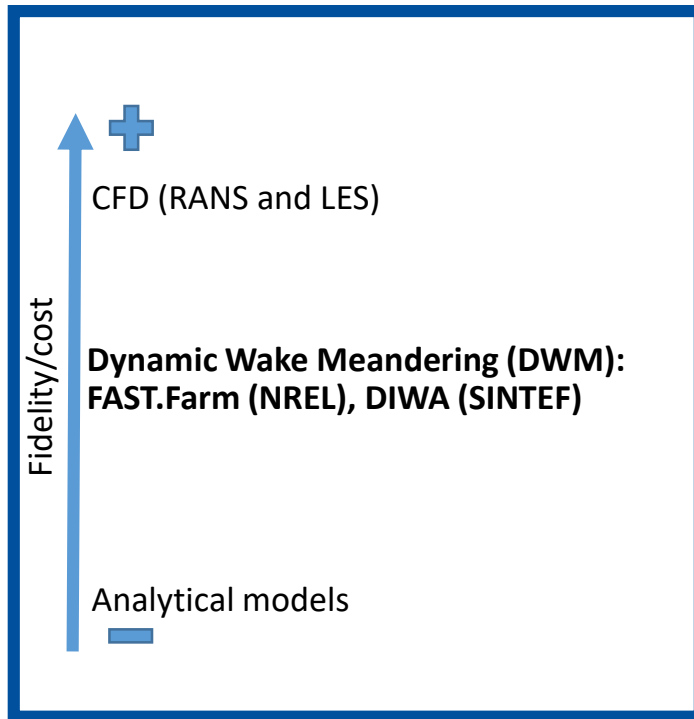 CFD (RANS and LES)
Fidelity/cost
Dynamic Wake Meandering (DWM):
FAST.Farm (NREL), DIWA (SINTEF)
Analytical models